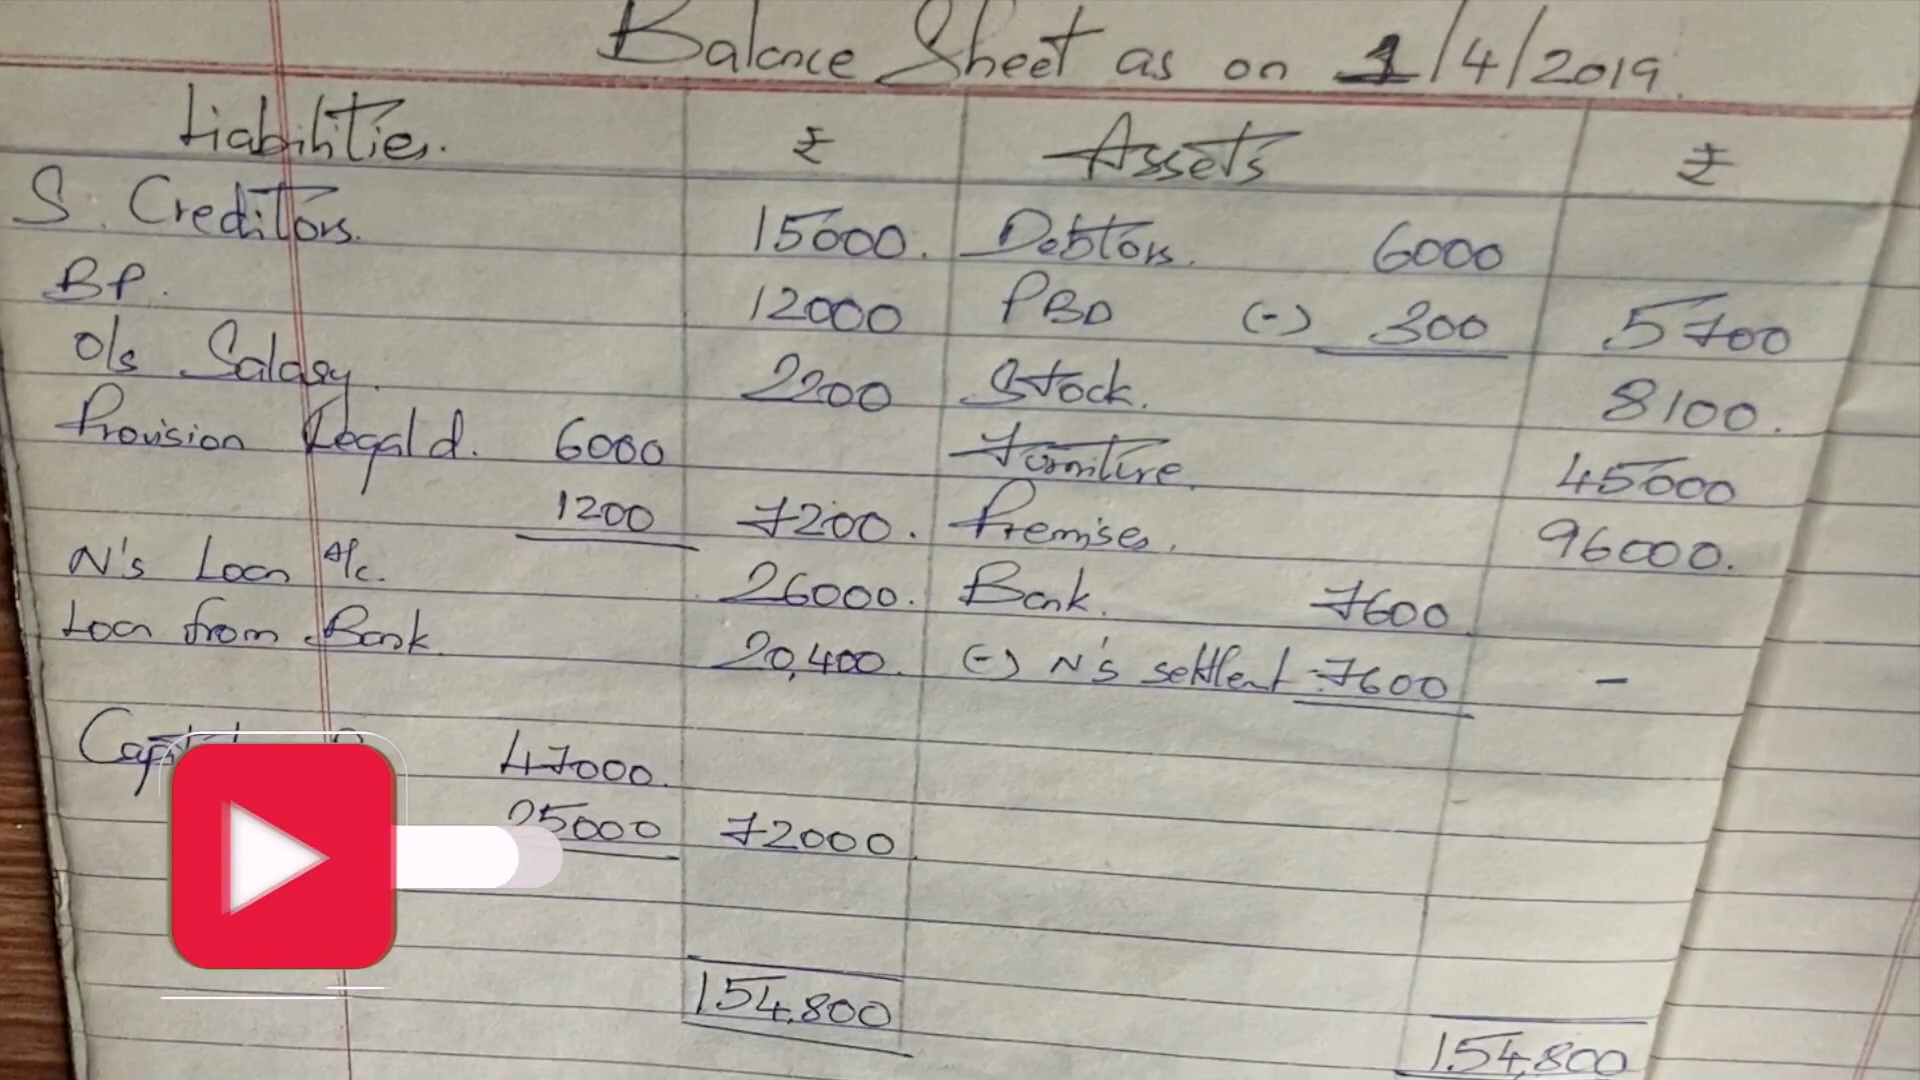 Balance Sheet as on 1/4/2019
Liabilities. ₹ Assets ₹
S. Creditors. 15000. Debtors. 6000
BP. 12000 PBD (-) 300 5700
o/s Salary. 2200 Stock. 8100.
Provision Legal d. 6000 Furniture. 45000
1200 7200. Premises. 96000.
N's Loan A/c. 26000. Bank. 7600
Loan from Bank 20,400. (-) N's settlent 7600 -
47000.
25000 72000
154,800 154,800